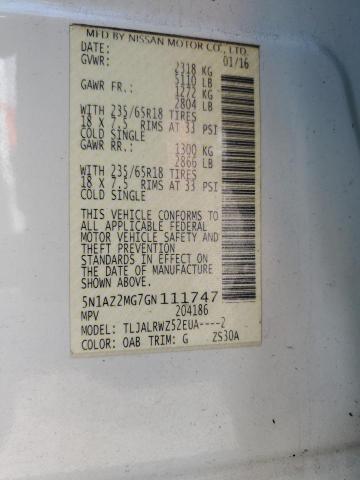 MFD BY NISSAN MOTOR CO., LTD.
DATE: 01/16
GVWR: 2318 KG
5110 LB
GAWR FR.: 1272 KG
2804 LB
WITH 235/65R18 TIRES
18 X 7.5 RIMS AT 33 PSI
COLD SINGLE
GAWR RR.: 1300 KG
2866 LB
WITH 235/65R18 TIRES
18 X 7.5 RIMS AT 33 PSI
COLD SINGLE
THIS VEHICLE CONFORMS TO
ALL APPLICABLE FEDERAL
MOTOR VEHICLE SAFETY AND
THEFT PREVENTION
STANDARDS IN EFFECT ON
THE DATE OF MANUFACTURE
SHOWN ABOVE.
5N1AZ2MG7GN111747
MPV 204186
MODEL: TLJALRWZ52EUA----2
COLOR: OAB TRIM: G ZS30A